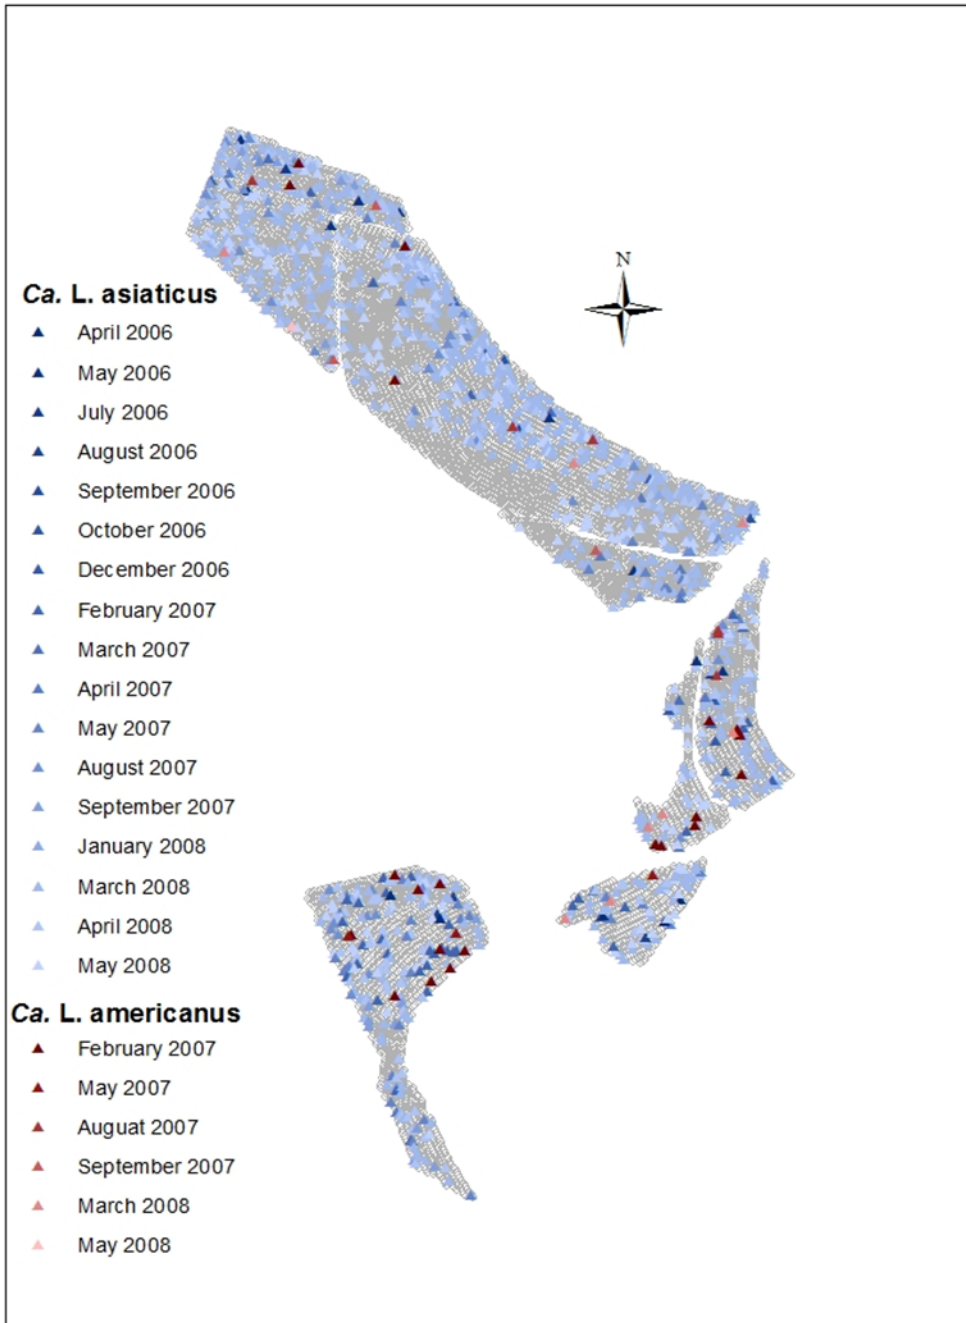 N
Ca. L. asiaticus
April 2006
May 2006
July 2006
August 2006
September 2006
October 2006
December 2006
February 2007
March 2007
April 2007
May 2007
August 2007
September 2007
January 2008
March 2008
April 2008
May 2008
Ca. L. americanus
February 2007
May 2007
Auguat 2007
September 2007
March 2008
May 2008